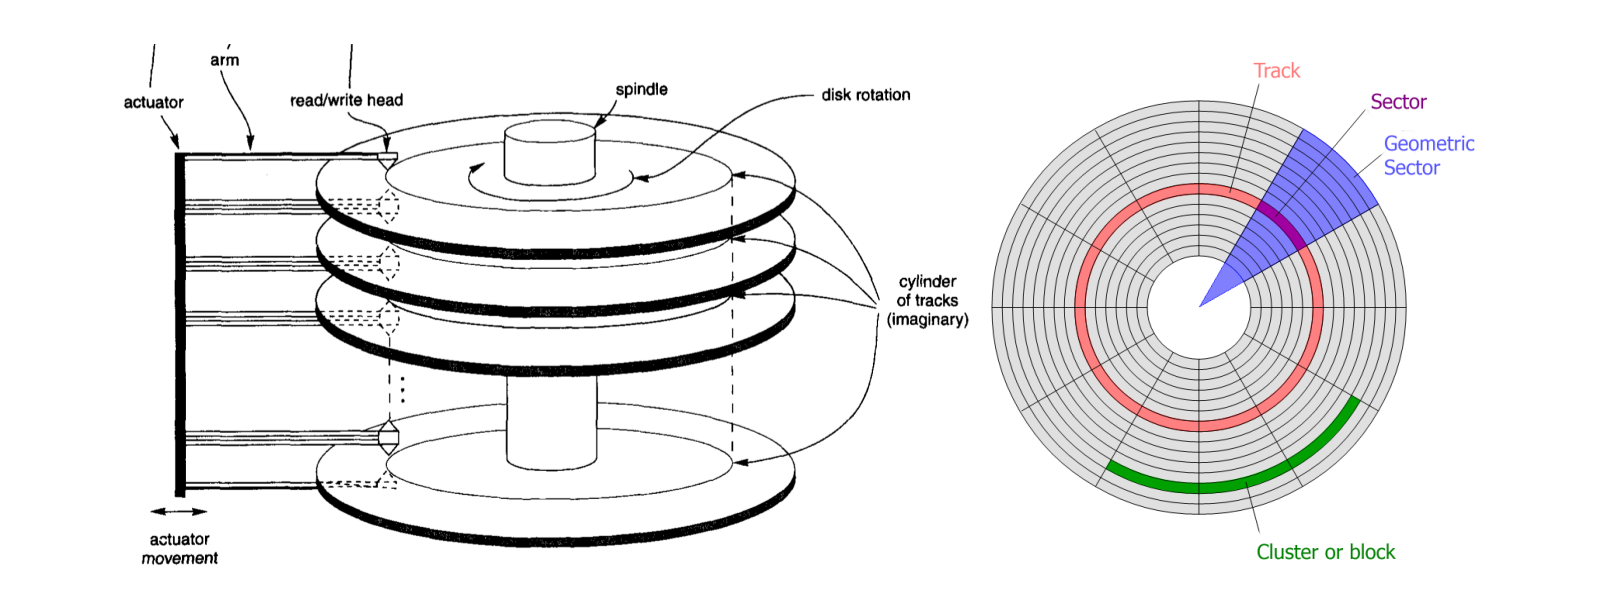 arm
actuator
read/write head
spindle
disk rotation
cylinder
of tracks
(imaginary)
actuator
movement
Track
Sector
Geometric
Sector
Cluster or block